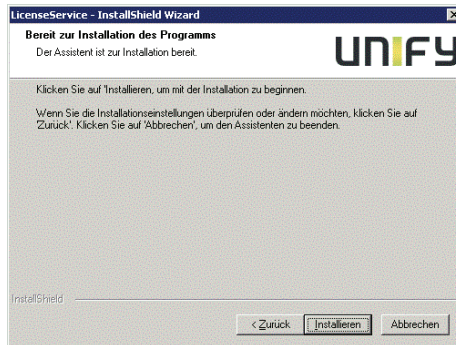 LicenseService - InstallShield Wizard
Bereit zur Installation des Programms
Der Assistent ist zur Installation bereit.
UNIFY
Klicken Sie auf 'Installieren, um mit der Installation zu beginnen.
Wenn Sie die Installationseinstellungen überprüfen oder ändern möchten, klicken Sie auf
'Zurück'. Klicken Sie auf 'Abbrechen', um den Assistenten zu beenden.
InstallShield
< Zurück
Installieren
Abbrechen